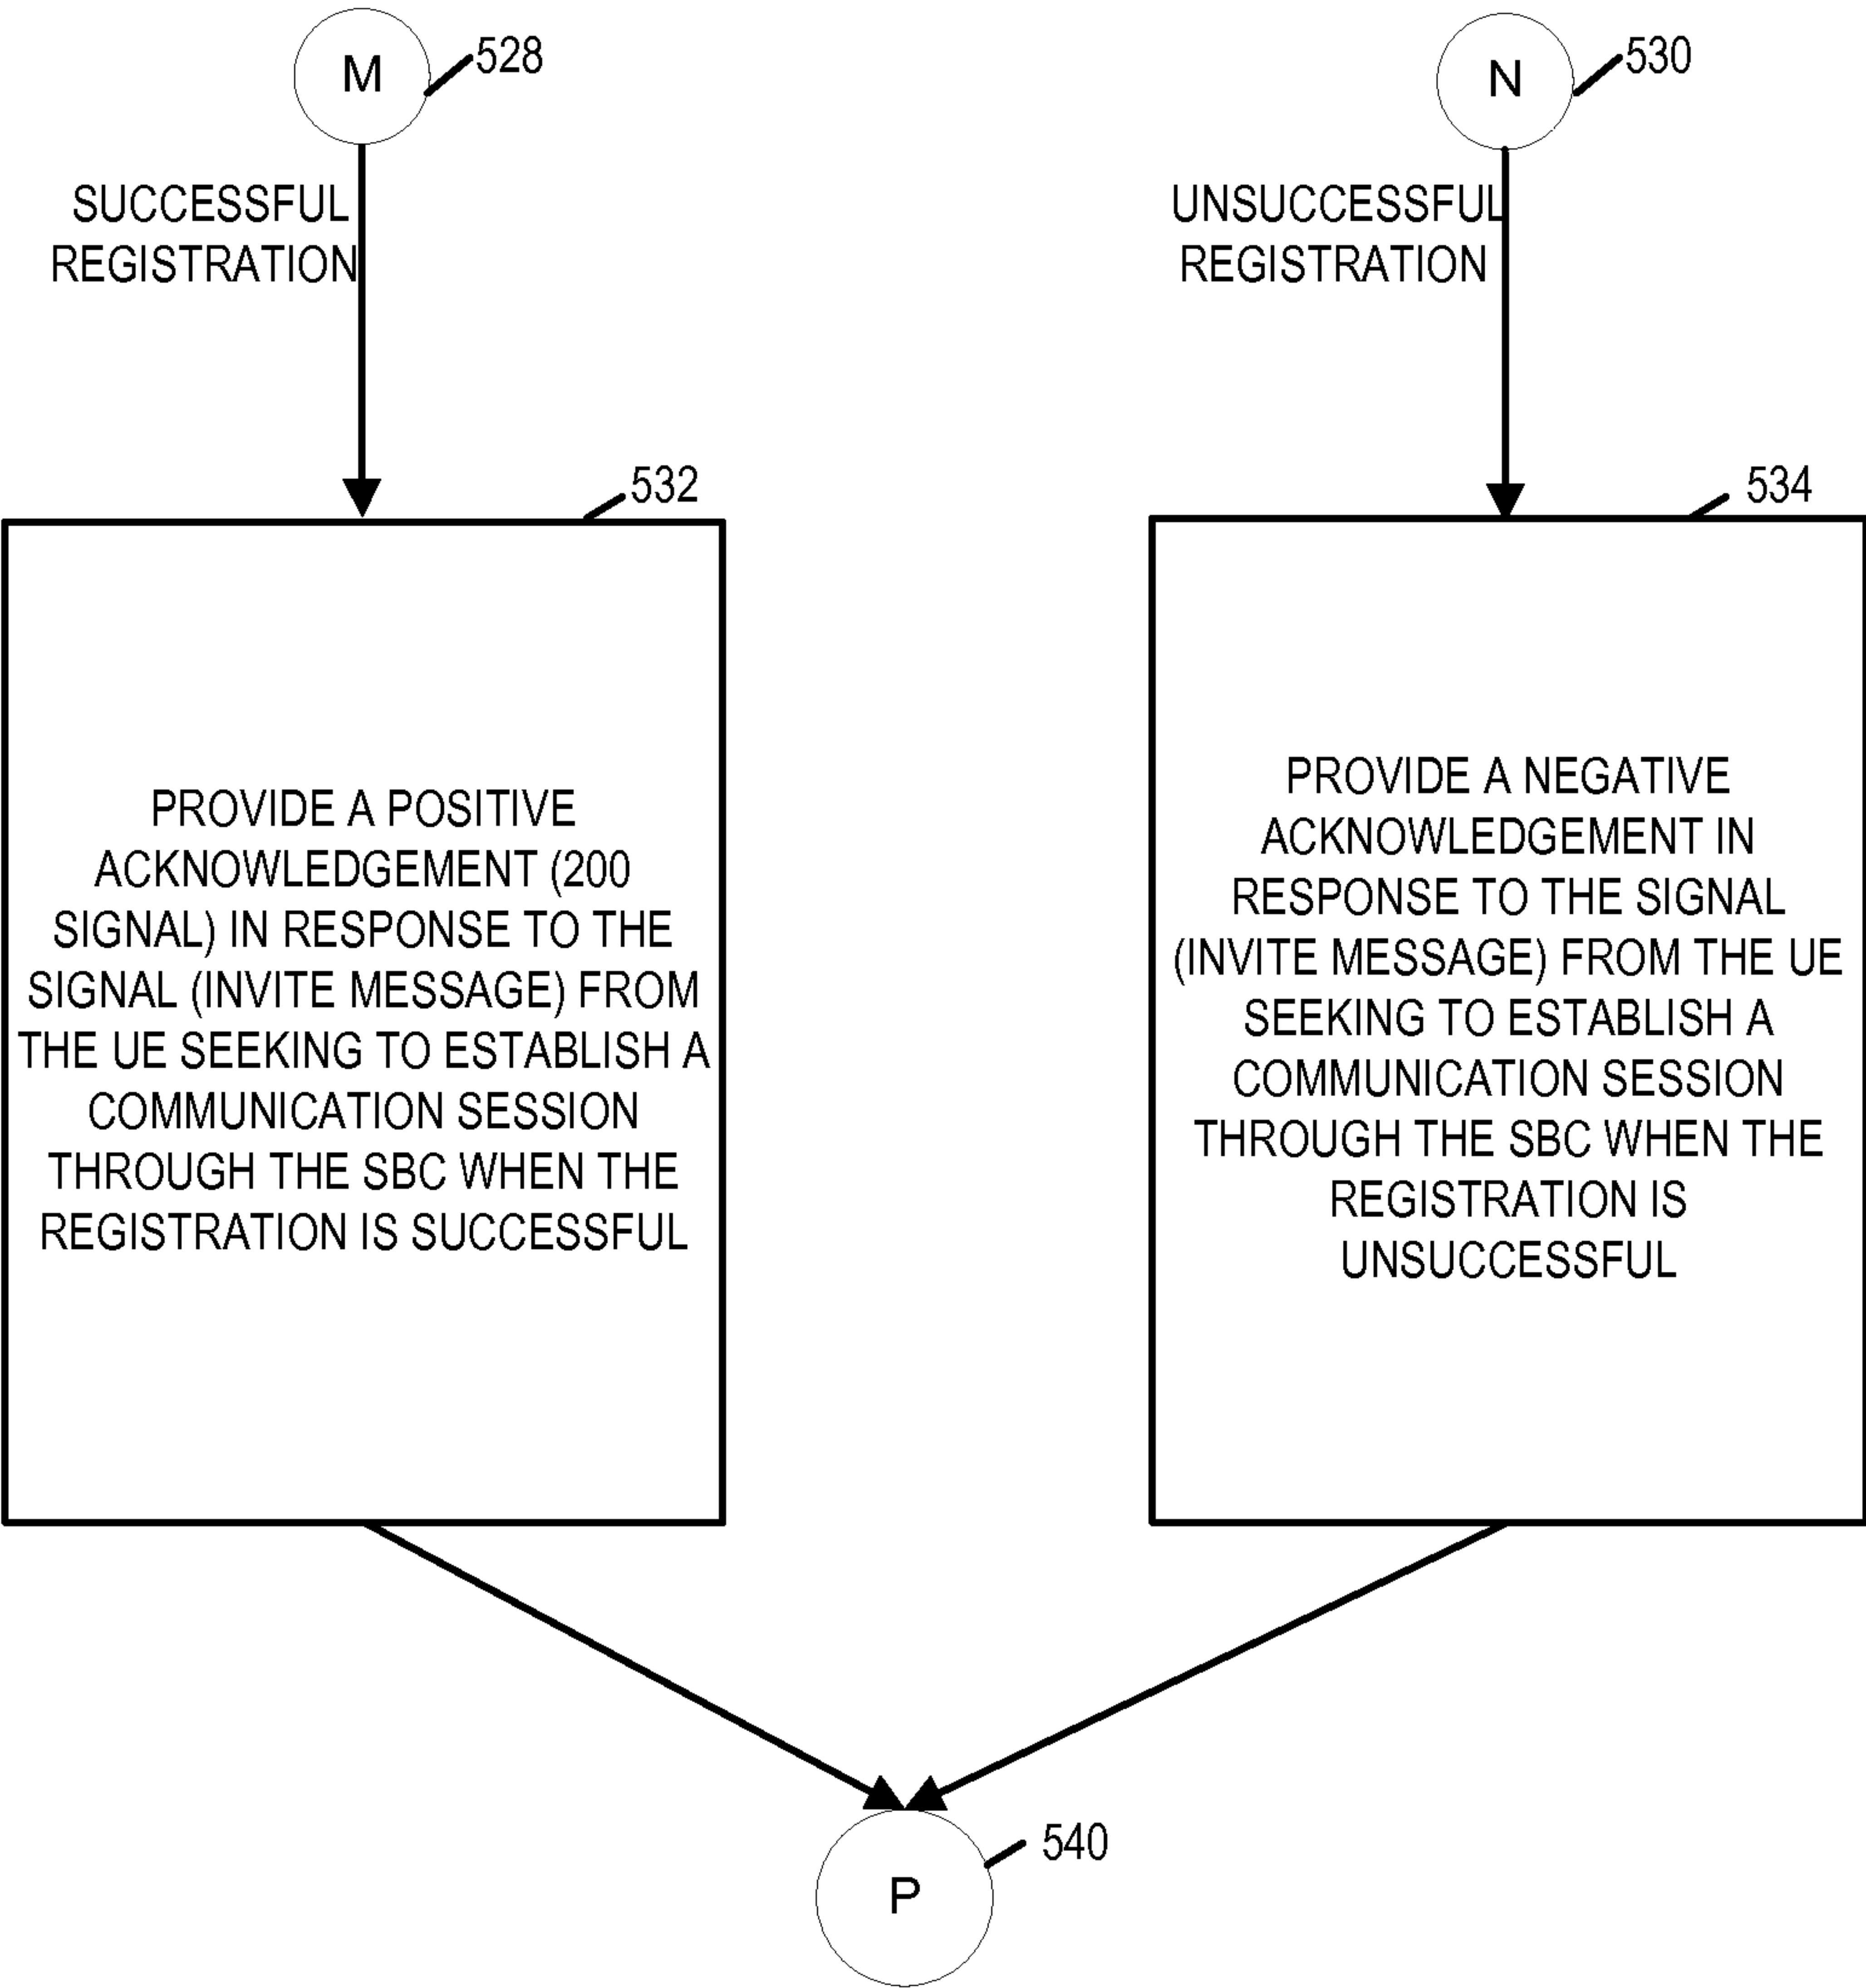 M
528
SUCCESSFUL
REGISTRATION
532
PROVIDE A POSITIVE
ACKNOWLEDGEMENT (200
SIGNAL) IN RESPONSE TO THE
SIGNAL (INVITE MESSAGE) FROM
THE UE SEEKING TO ESTABLISH A
COMMUNICATION SESSION
THROUGH THE SBC WHEN THE
REGISTRATION IS SUCCESSFUL
N
530
UNSUCCESSFUL
REGISTRATION
534
PROVIDE A NEGATIVE
ACKNOWLEDGEMENT IN
RESPONSE TO THE SIGNAL
(INVITE MESSAGE) FROM THE UE
SEEKING TO ESTABLISH A
COMMUNICATION SESSION
THROUGH THE SBC WHEN THE
REGISTRATION IS
UNSUCCESSFUL
540
P